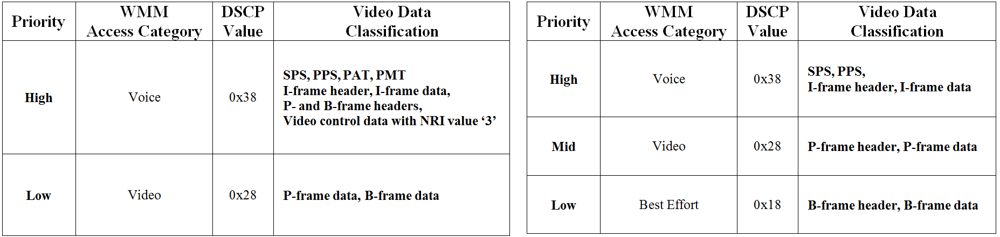 Priority
WMM
Access Category
DSCP
Value
Video Data
Classification
High
Voice
0x38
SPS, PPS, PAT, PMT
I-frame header, I-frame data,
P- and B-frame headers,
Video control data with NRI value ‘3’
Low
Video
0x28
P-frame data, B-frame data
Priority
WMM
Access Category
DSCP
Value
Video Data
Classification
High
Voice
0x38
SPS, PPS,
I-frame header, I-frame data
Mid
Video
0x28
P-frame header, P-frame data
Low
Best Effort
0x18
B-frame header, B-frame data